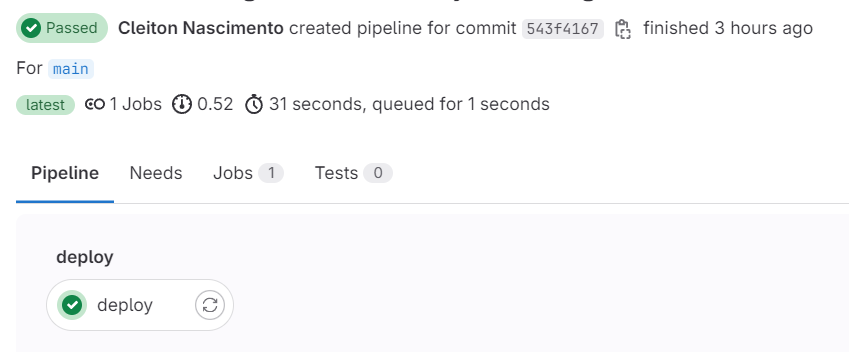 Passed Cleiton Nascimento created pipeline for commit 543f4167 finished 3 hours ago
For main
latest 1 Jobs 0.52 31 seconds, queued for 1 seconds
Pipeline Needs Jobs 1 Tests 0
deploy
deploy